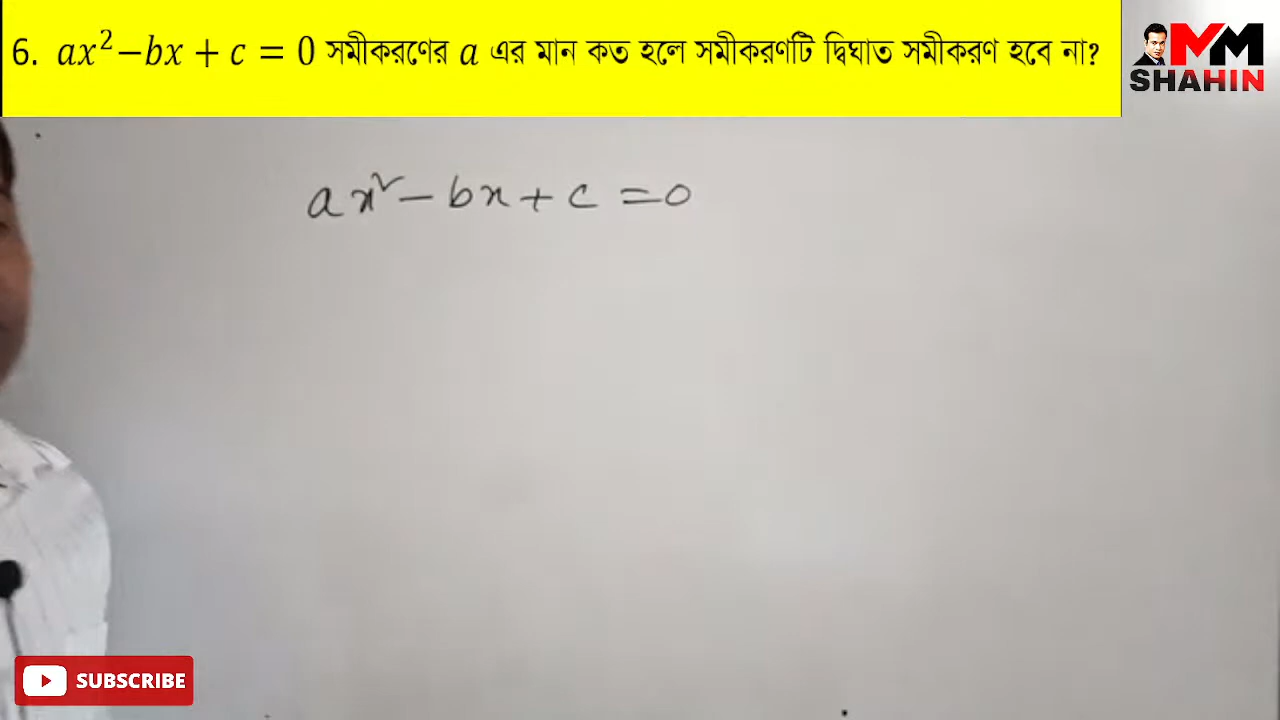 6. ax²−bx + c = 0 সমীকরণের a এর মান কত হলে সমীকরণটি দ্বিঘাত সমীকরণ হবে না?
MM
SHAHIN
ax² − bx + c = 0
SUBSCRIBE